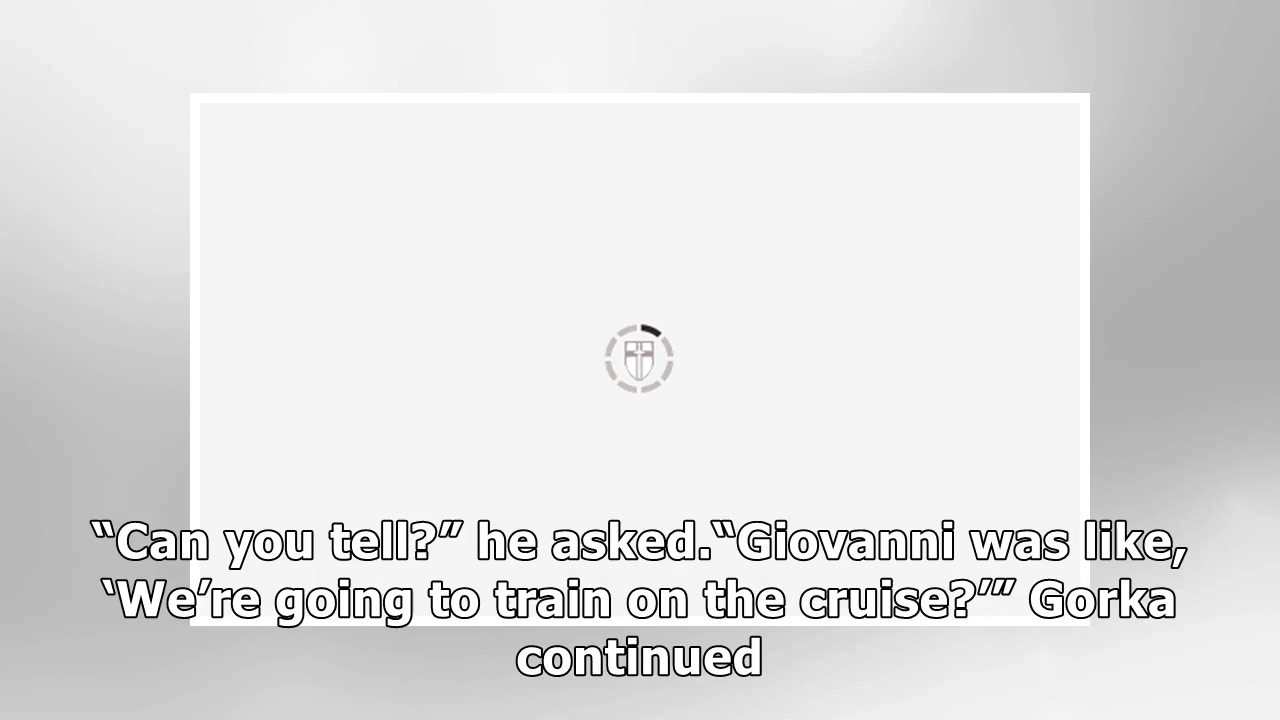 “Can you tell?” he asked.“Giovanni was like,
‘We’re going to train on the cruise?’” Gorka
continued